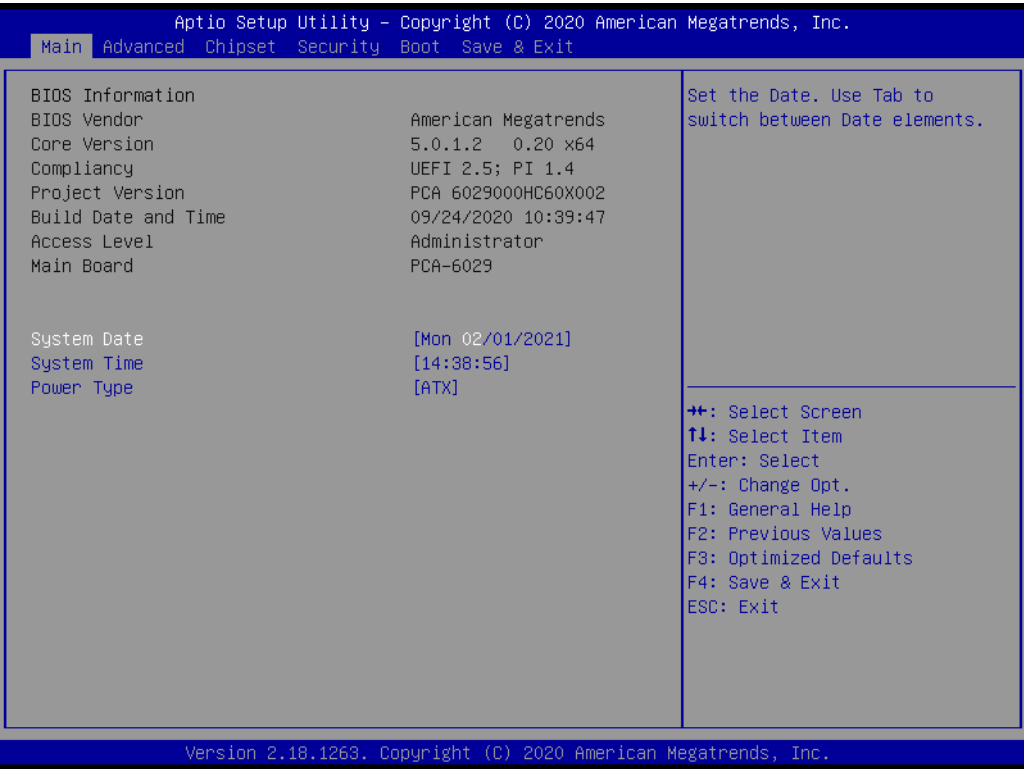 Aptio Setup Utility – Copyright (C) 2020 American Megatrends, Inc.
Main Advanced Chipset Security Boot Save & Exit
BIOS Information
BIOS Vendor American Megatrends
Core Version 5.0.1.2 0.20 x64
Compliancy UEFI 2.5; PI 1.4
Project Version PCA 6029000HC60X002
Build Date and Time 09/24/2020 10:39:47
Access Level Administrator
Main Board PCA-6029
System Date [Mon 02/01/2021]
System Time [14:38:56]
Power Type [ATX]
Set the Date. Use Tab to
switch between Date elements.
→←: Select Screen
↑↓: Select Item
Enter: Select
+/-: Change Opt.
F1: General Help
F2: Previous Values
F3: Optimized Defaults
F4: Save & Exit
ESC: Exit
Version 2.18.1263. Copyright (C) 2020 American Megatrends, Inc.